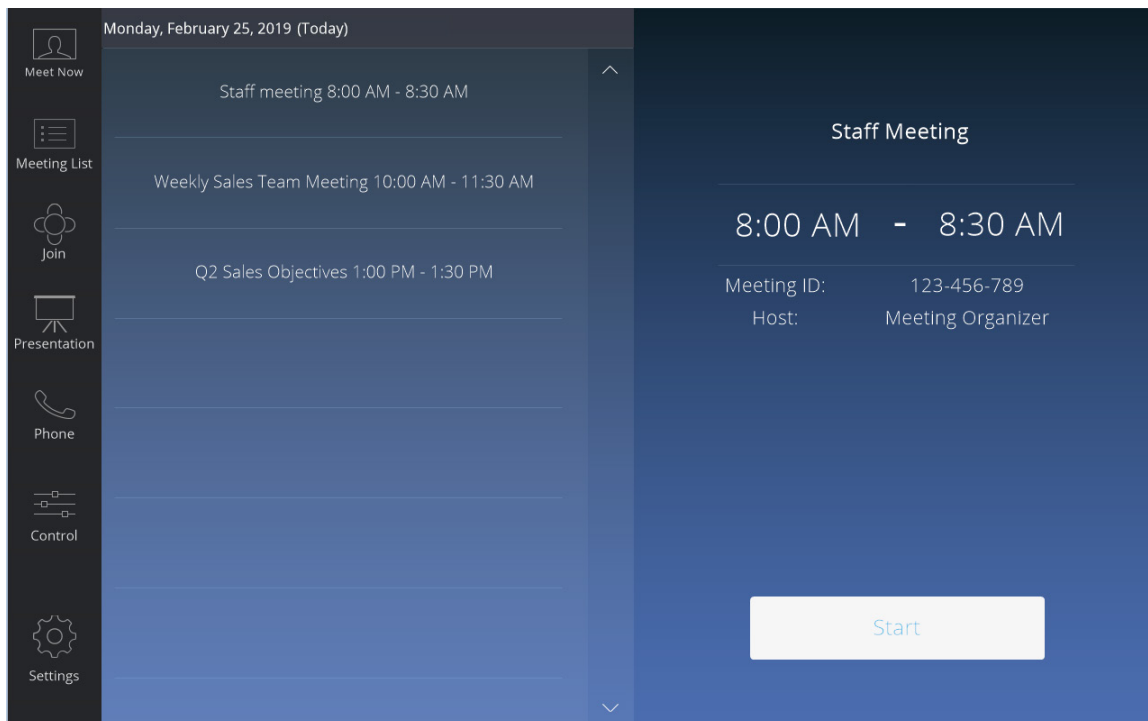 Meet Now
Meeting List
Join
Presentation
Phone
Control
Settings
Monday, February 25, 2019 (Today)
Staff meeting 8:00 AM - 8:30 AM
Weekly Sales Team Meeting 10:00 AM - 11:30 AM
Q2 Sales Objectives 1:00 PM - 1:30 PM
Staff Meeting
8:00 AM - 8:30 AM
Meeting ID: 123-456-789
Host: Meeting Organizer
Start